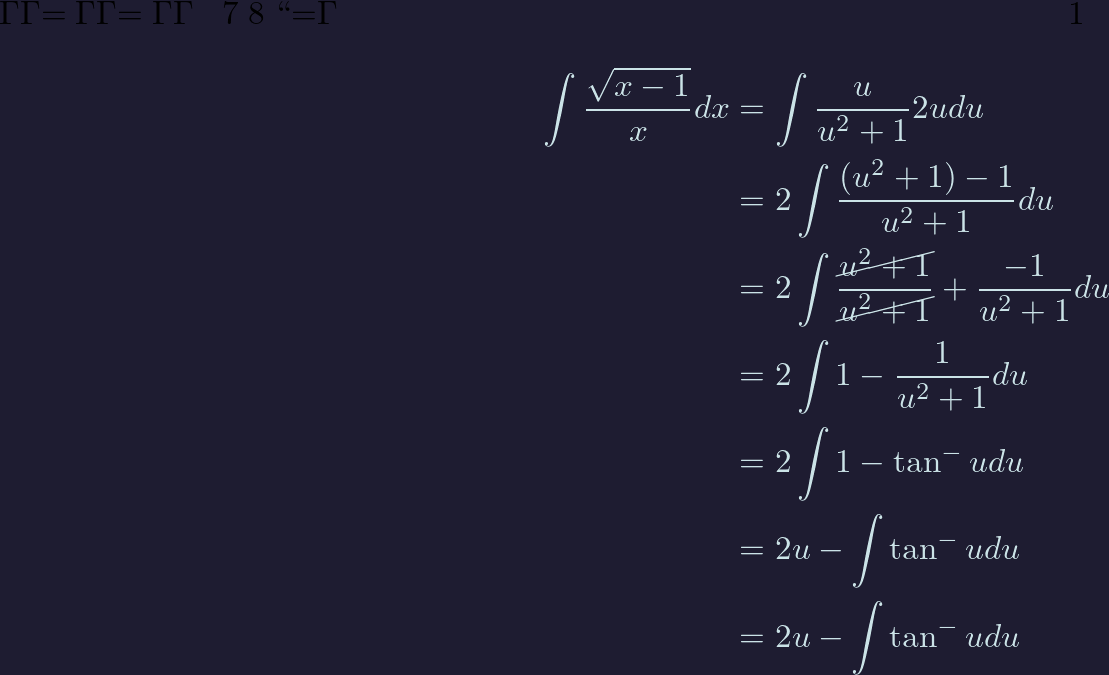 ΓΓ= ΓΓ= ΓΓ 7 8 “=Γ 1
∫ √(x − 1)/x dx = ∫ u/(u² + 1) 2udu
= 2 ∫ ((u² + 1) − 1)/(u² + 1) du
= 2 ∫ (u² + 1)/(u² + 1) + −1/(u² + 1) du
= 2 ∫ 1 − 1/(u² + 1) du
= 2 ∫ 1 − tan⁻ udu
= 2u − ∫ tan⁻ udu
= 2u − ∫ tan⁻ udu